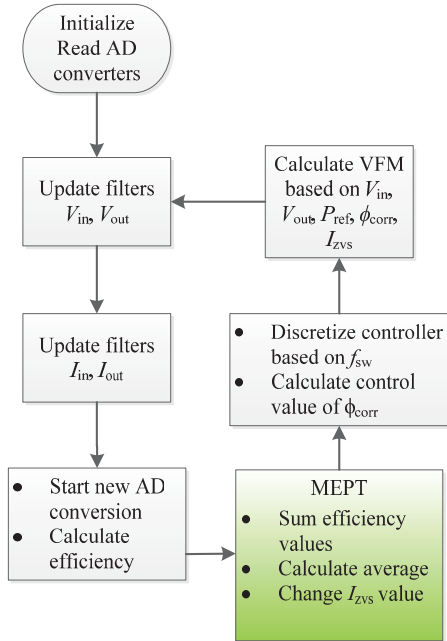 Initialize
Read AD
converters
Update filters
Vin, Vout
Update filters
Iin, Iout
• Start new AD
conversion
• Calculate
efficiency
MEPT
• Sum efficiency
values
• Calculate average
• Change Izvs value
• Discretize controller
based on fsw
• Calculate control
value of ϕcorr
Calculate VFM
based on Vin,
Vout, Pref, ϕcorr,
Izvs